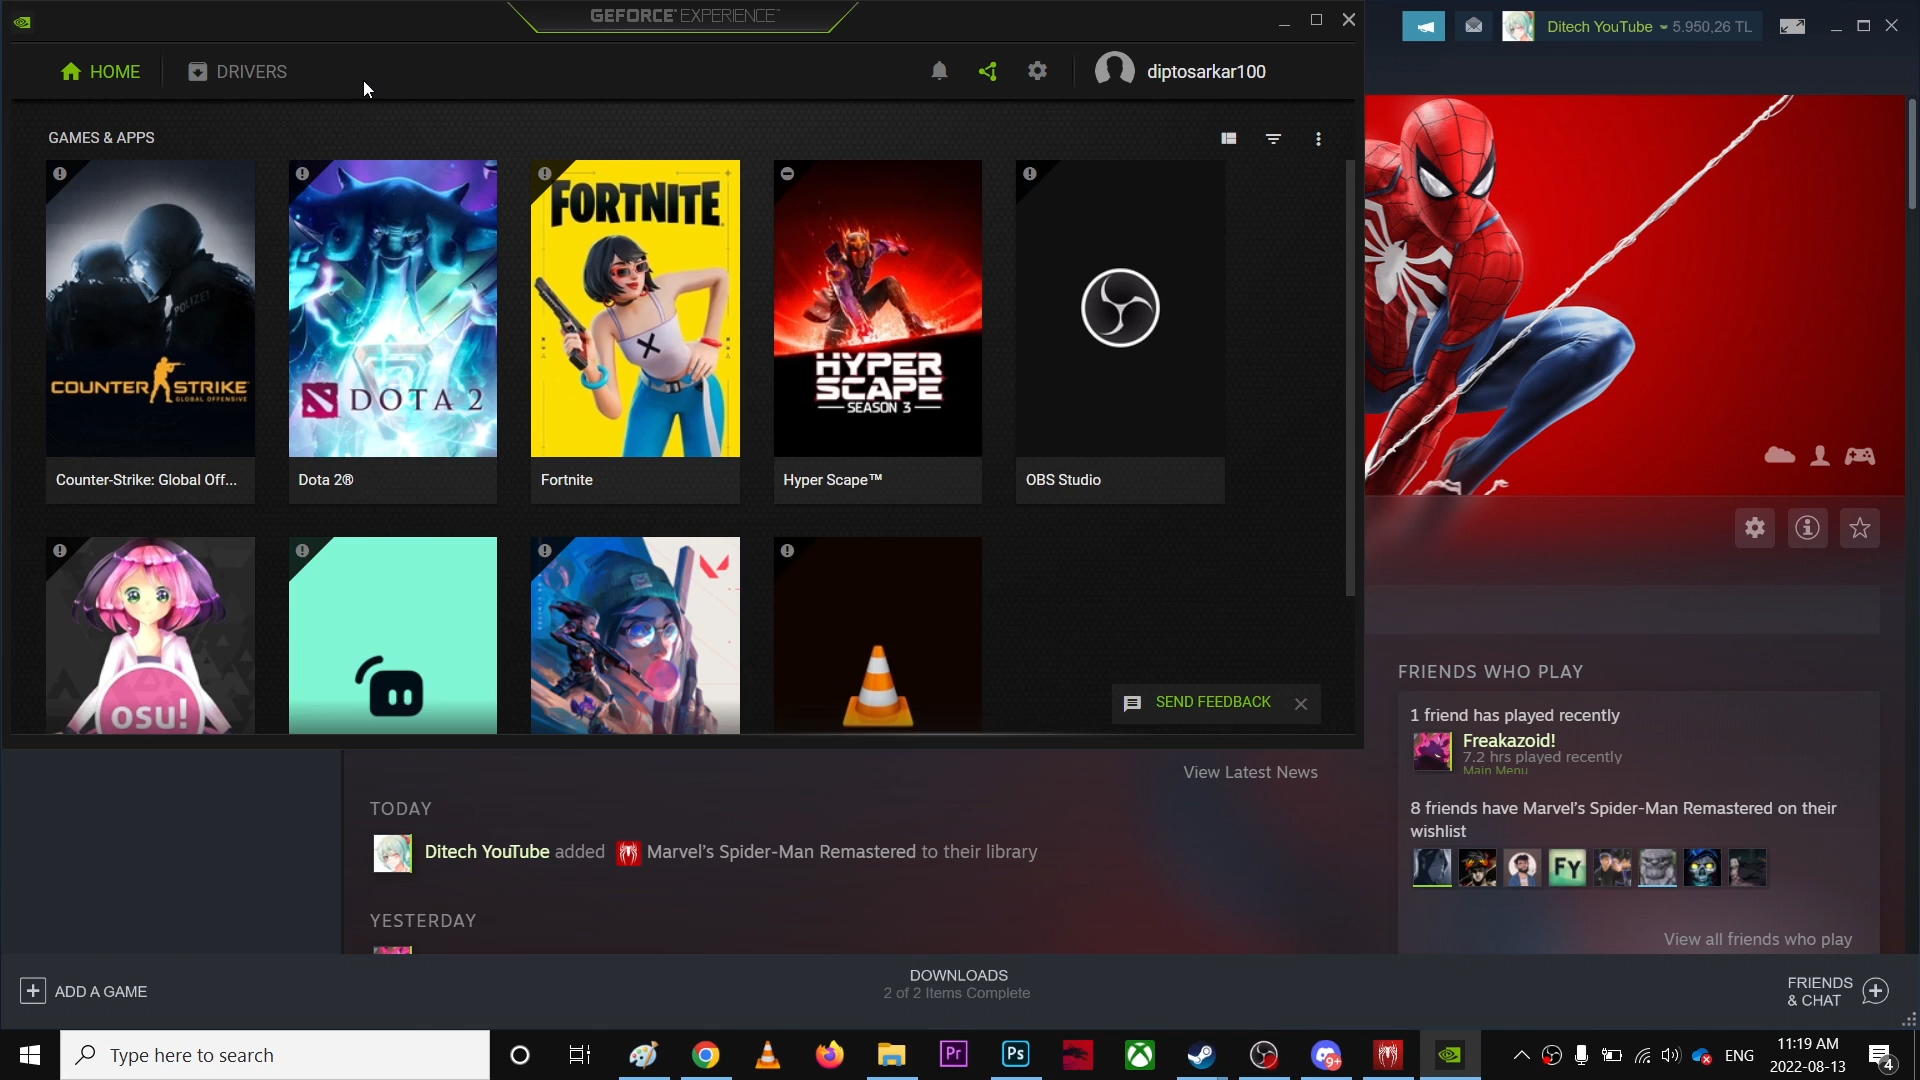 GEFORCE® EXPERIENCE™
HOME
DRIVERS
diptosarkar100
Ditech YouTube
5.950,26 TL
GAMES & APPS
POLIZEI
COUNTER STRIKE
GLOBAL OFFENSIVE
DOTA 2
FORTNITE
HYPER
SCAPE
SEASON 3
Counter-Strike: Global Off...
Dota 2®
Fortnite
Hyper Scape™
OBS Studio
osu!
SEND FEEDBACK
FRIENDS WHO PLAY
1 friend has played recently
Freakazoid!
7.2 hrs played recently
Main Menu
8 friends have Marvel's Spider-Man Remastered on their
wishlist
FY
View all friends who play
View Latest News
TODAY
Ditech YouTube added Marvel's Spider-Man Remastered to their library
YESTERDAY
ADD A GAME
DOWNLOADS
2 of 2 Items Complete
FRIENDS
& CHAT
Type here to search
Pr
Ps
9+
ENG
11:19 AM
2022-08-13
4